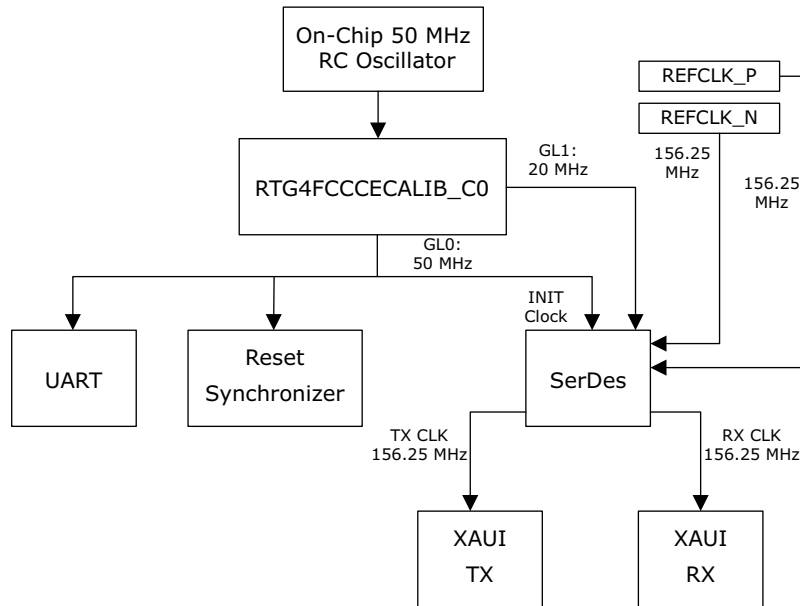 On-Chip 50 MHz
RC Oscillator
REFCLK_P
REFCLK_N
GL1:
20 MHz
156.25
MHz
156.25
MHz
RTG4FCCCECALIB_C0
GL0:
50 MHz
INIT
Clock
UART
Reset
Synchronizer
SerDes
TX CLK
156.25 MHz
RX CLK
156.25 MHz
XAUI
TX
XAUI
RX